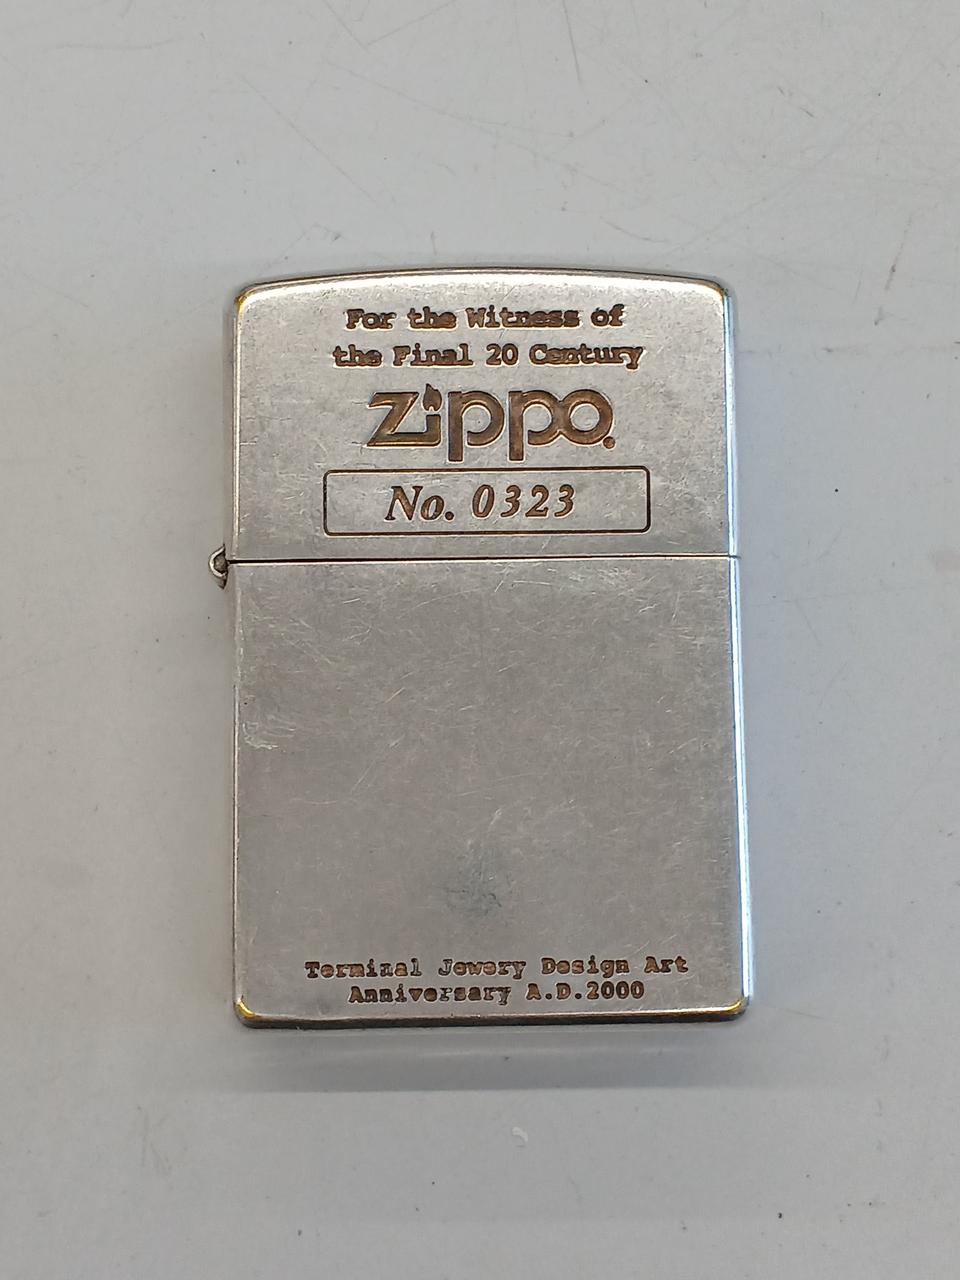 For the Witness of
the Final 20 Century
Zippo
No. 0323
Terminal Jewery Design Art
Anniversary A.D.2000